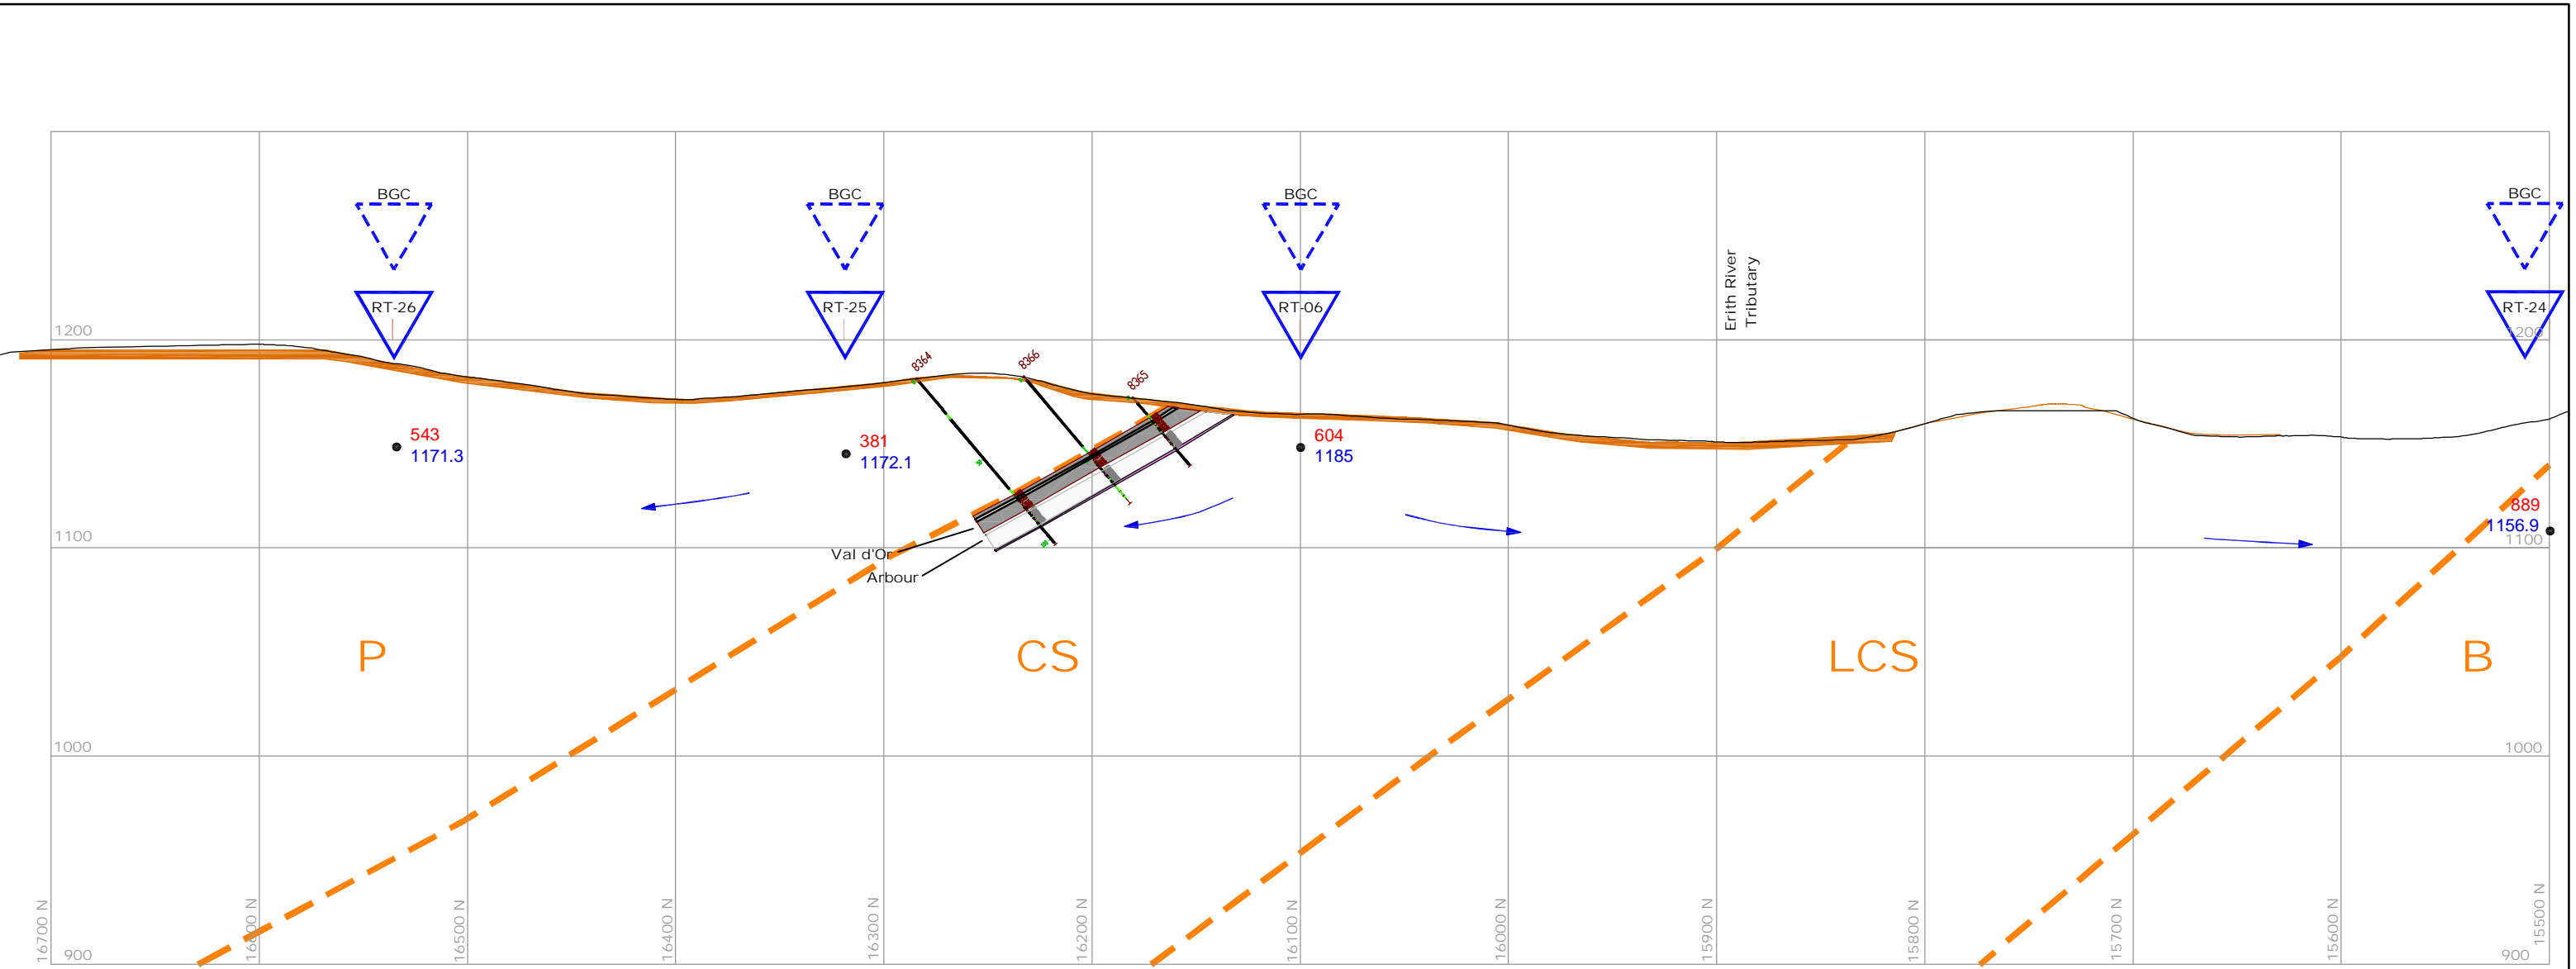 BGC
BGC
BGC
BGC
RT-26
RT-25
RT-06
RT-24
Erith River
Tributary
1200
1200
8364
8366
8365
543
1171.3
381
1172.1
604
1185
889
1156.9
1100
1100
Val d'Or
Arbour
P
CS
LCS
B
1000
1000
16700 N
16600 N
16500 N
16400 N
16300 N
16200 N
16100 N
16000 N
15900 N
15800 N
15700 N
15600 N
15500 N
900
900